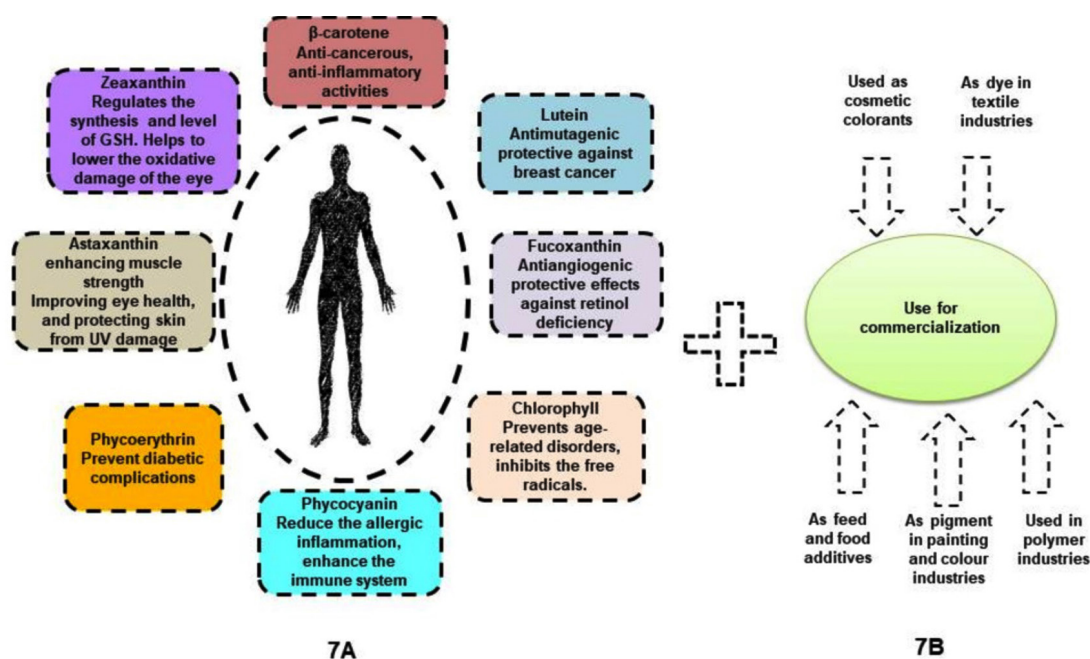 β-carotene
Anti-cancerous,
anti-inflammatory
activities
Zeaxanthin
Regulates the
synthesis and level
of GSH. Helps to
lower the oxidative
damage of the eye
Lutein
Antimutagenic
protective against
breast cancer
Astaxanthin
enhancing muscle
strength
Improving eye health,
and protecting skin
from UV damage
Fucoxanthin
Antiangiogenic
protective effects
against retinol
deficiency
Phycoerythrin
Prevent diabetic
complications
Chlorophyll
Prevents age-
related disorders,
inhibits the free
radicals.
Phycocyanin
Reduce the allergic
inflammation,
enhance the
immune system
7A
Used as
cosmetic
colorants
As dye in
textile
industries
Use for
commercialization
As feed
and food
additives
As pigment
in painting
and colour
industries
Used in
polymer
industries
7B